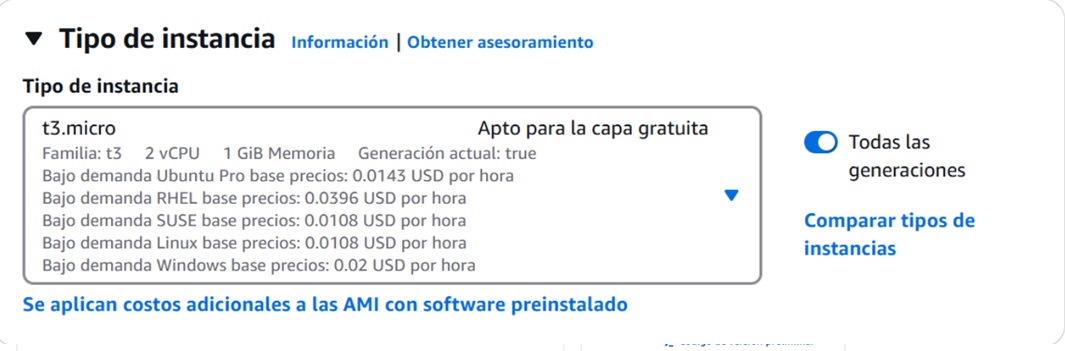 Tipo de instancia Información | Obtener asesoramiento
Tipo de instancia
t3.micro Apto para la capa gratuita
Familia: t3 2 vCPU 1 GiB Memoria Generación actual: true
Bajo demanda Ubuntu Pro base precios: 0.0143 USD por hora
Bajo demanda RHEL base precios: 0.0396 USD por hora
Bajo demanda SUSE base precios: 0.0108 USD por hora
Bajo demanda Linux base precios: 0.0108 USD por hora
Bajo demanda Windows base precios: 0.02 USD por hora
Todas las
generaciones
Comparar tipos de
instancias
Se aplican costos adicionales a las AMI con software preinstalado